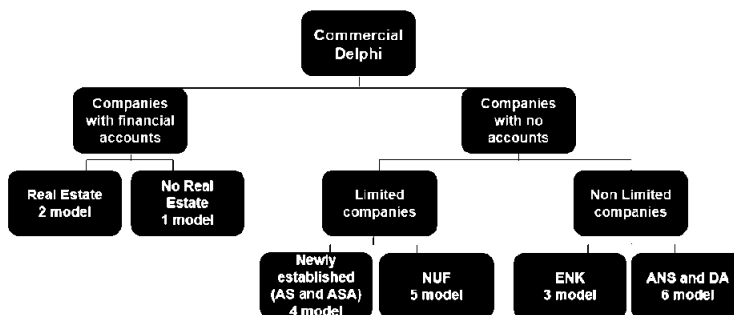 Commercial
Delphi
Companies
with financial
accounts
Companies
with no
accounts
Real Estate
2 model
No Real
Estate
1 model
Limited
companies
Non Limited
companies
Newly
established
(AS and ASA)
4 model
NUF
5 model
ENK
3 model
ANS and DA
6 model